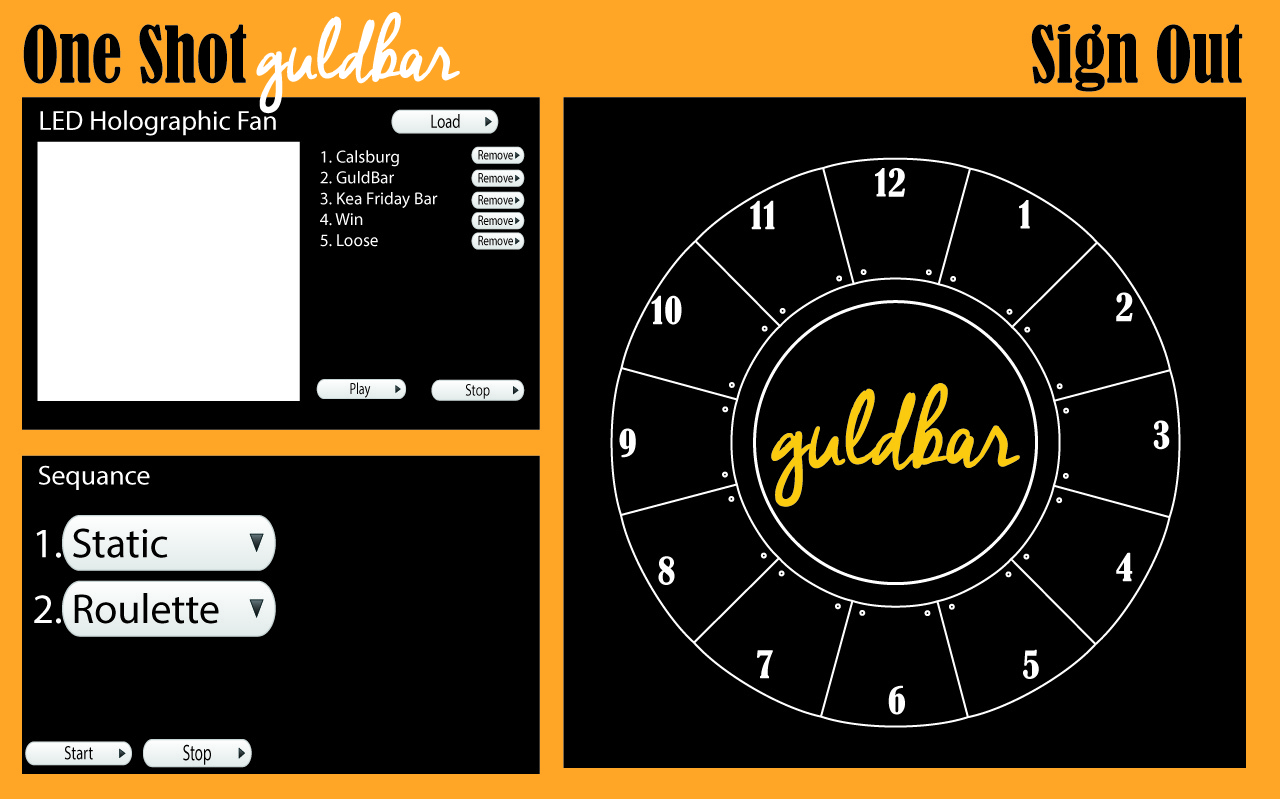 One Shot guldbar
Sign Out
LED Holographic Fan
Load
1. Calsburg
Remove
2. GuldBar
Remove
3. Kea Friday Bar
Remove
4. Win
Remove
5. Loose
Remove
Play
Stop
Sequance
1. Static
2. Roulette
Start
Stop
12
1
2
3
4
5
6
7
8
9
10
11
guldbar